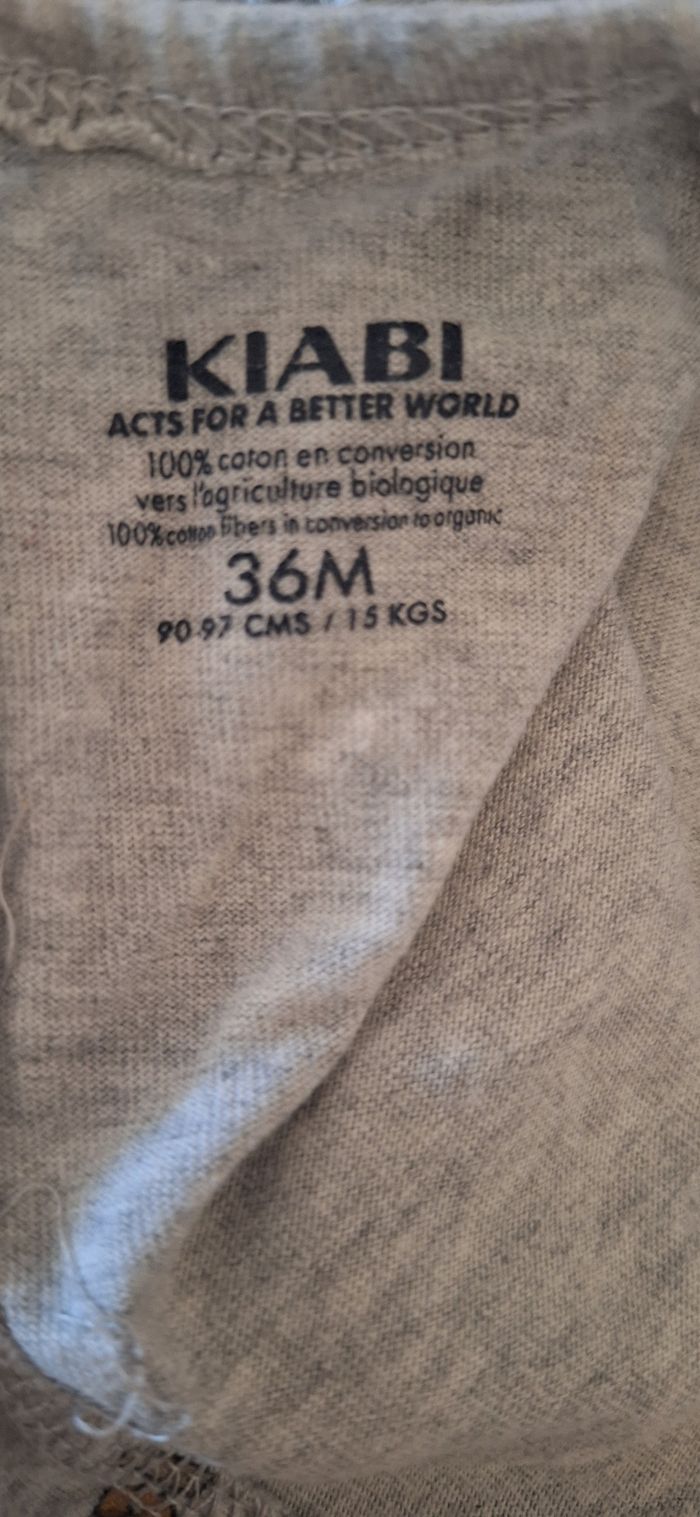 KIABI
ACTS FOR A BETTER WORLD
100% coton en conversion
vers l'agriculture biologique
100% cotton fibers in conversion to organic
36M
90-97 CMS / 15 KGS